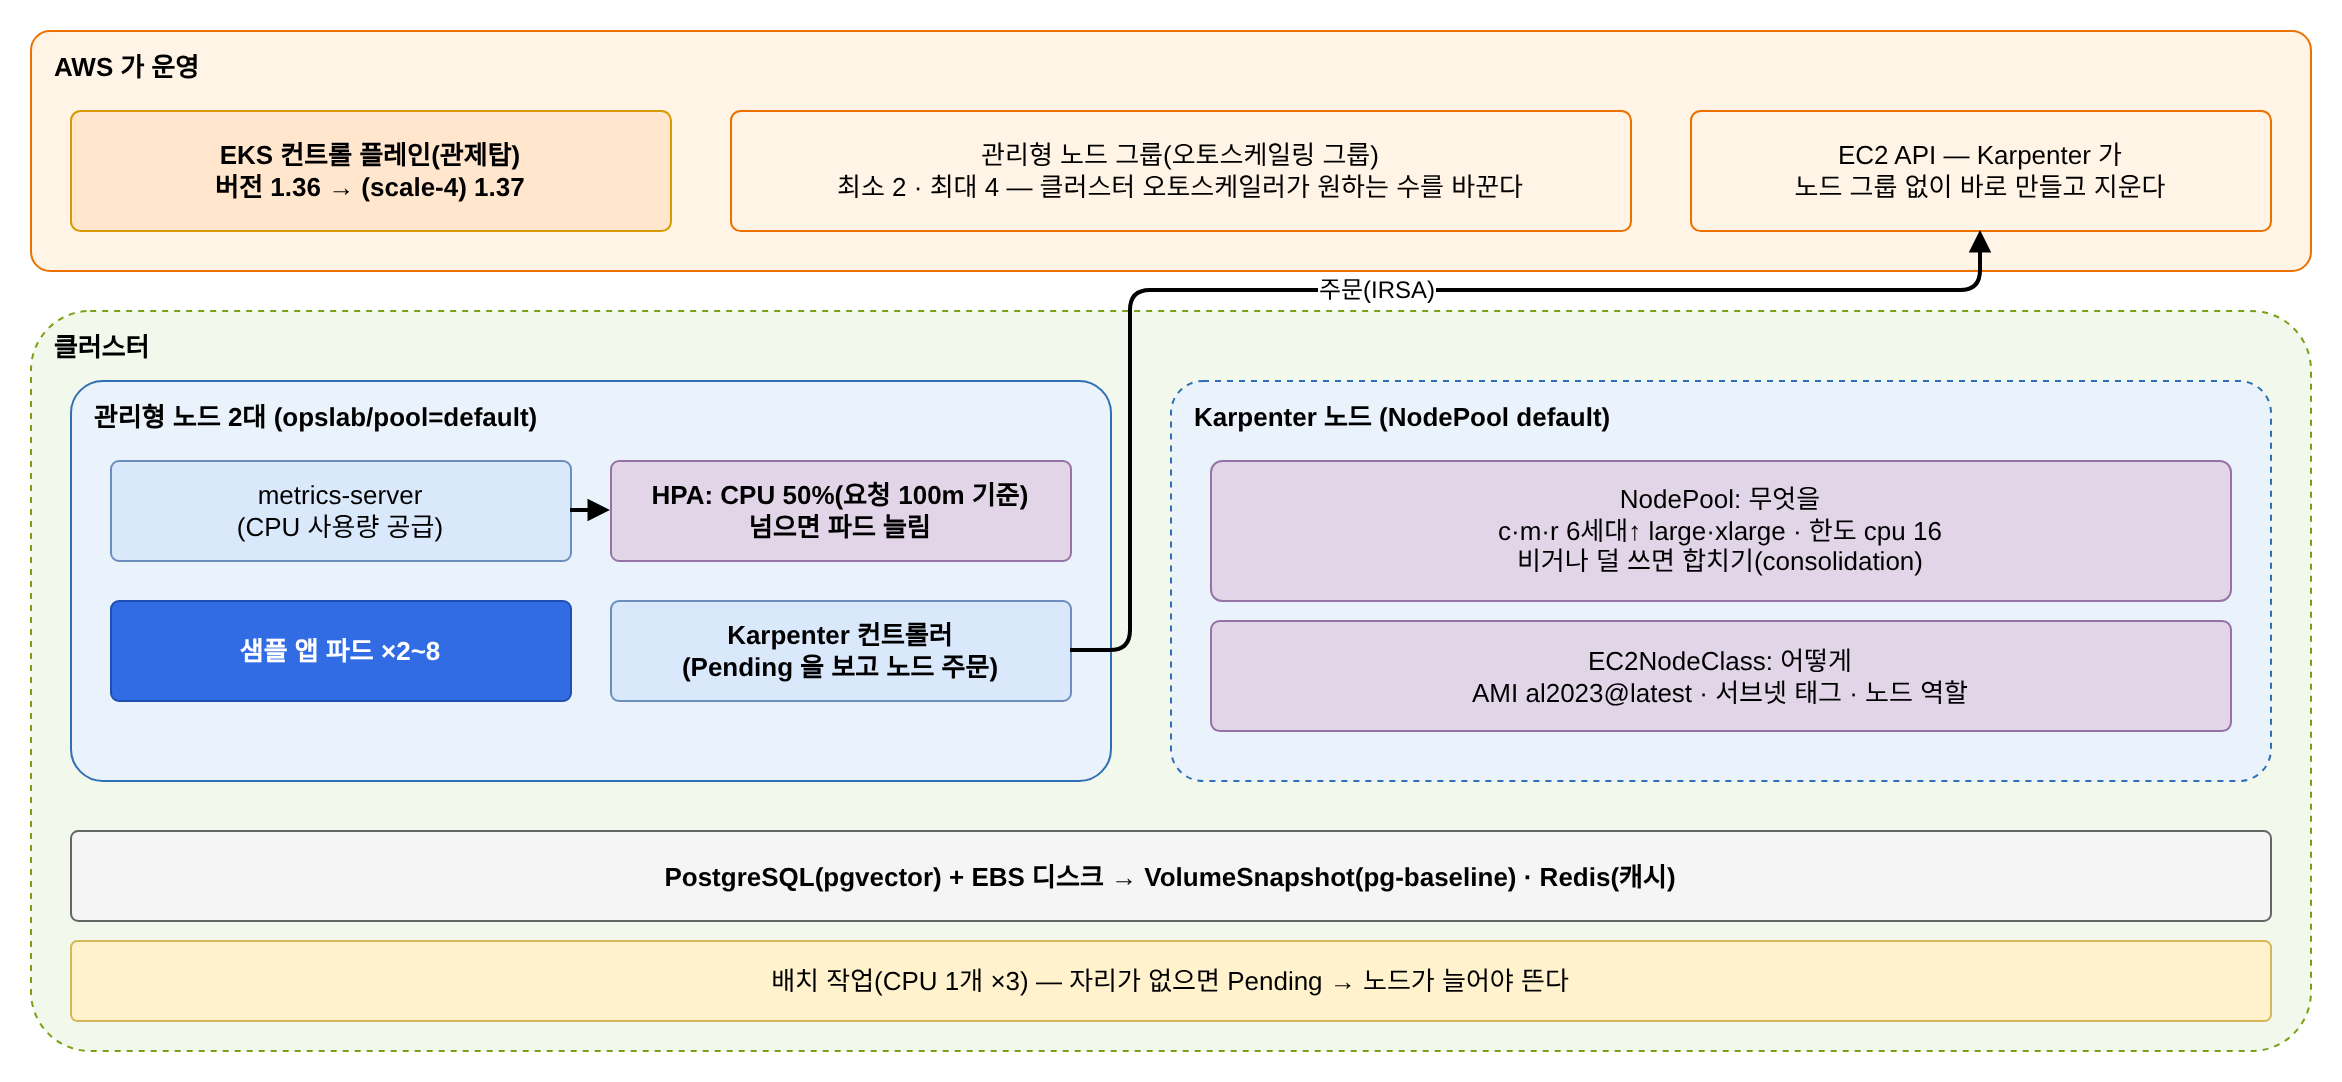 AWS 가 운영
EKS 컨트롤 플레인(관제탑)
버전 1.36 → (scale-4) 1.37
관리형 노드 그룹(오토스케일링 그룹)
최소 2 · 최대 4 — 클러스터 오토스케일러가 원하는 수를 바꾼다
EC2 API — Karpenter 가
노드 그룹 없이 바로 만들고 지운다
주문(IRSA)
클러스터
관리형 노드 2대 (opslab/pool=default)
metrics-server
(CPU 사용량 공급)
HPA: CPU 50%(요청 100m 기준)
넘으면 파드 늘림
샘플 앱 파드 ×2~8
Karpenter 컨트롤러
(Pending 을 보고 노드 주문)
Karpenter 노드 (NodePool default)
NodePool: 무엇을
c·m·r 6세대↑ large·xlarge · 한도 cpu 16
비거나 덜 쓰면 합치기(consolidation)
EC2NodeClass: 어떻게
AMI al2023@latest · 서브넷 태그 · 노드 역할
PostgreSQL(pgvector) + EBS 디스크 → VolumeSnapshot(pg-baseline) · Redis(캐시)
배치 작업(CPU 1개 ×3) — 자리가 없으면 Pending → 노드가 늘어야 뜬다